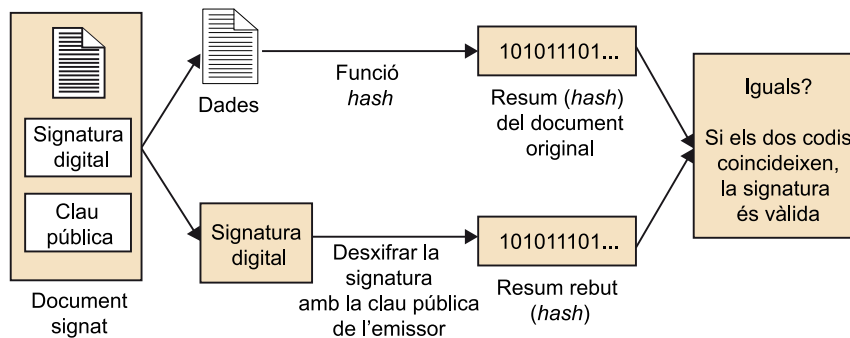 Signatura
digital
Clau
pública
Document
signat
Dades
Funció
hash
101011101...
Resum (hash)
del document
original
Signatura
digital
Desxifrar la
signatura
amb la clau pública
de l’emissor
101011101...
Resum rebut
(hash)
Iguals?
Si els dos codis
coincideixen,
la signatura
és vàlida